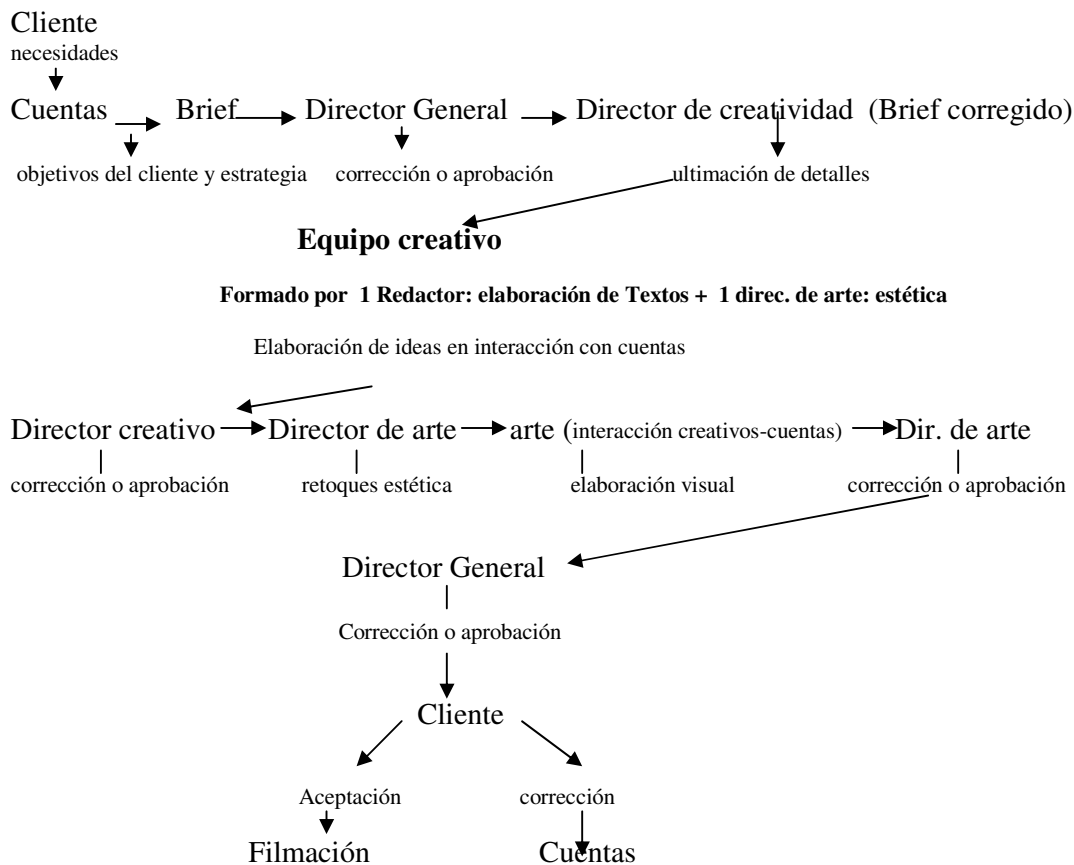 Cliente
necesidades
Cuentas Brief Director General Director de creatividad (Brief corregido)
objetivos del cliente y estrategia corrección o aprobación ultimación de detalles
Equipo creativo
Formado por 1 Redactor: elaboración de Textos + 1 direc. de arte: estética
Elaboración de ideas en interacción con cuentas
Director creativo Director de arte arte (interacción creativos-cuentas) Dir. de arte
corrección o aprobación retoques estética elaboración visual corrección o aprobación
Director General
Corrección o aprobación
Cliente
Aceptación corrección
Filmación Cuentas